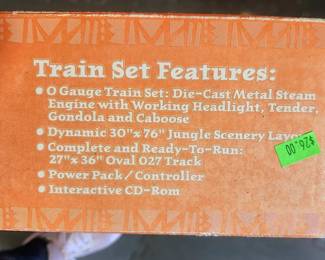 Train Set Features:
• O Gauge Train Set: Die-Cast Metal Steam
Engine with Working Headlight, Tender,
Gondola and Caboose
• Dynamic 30"x 76" Jungle Scenery
• Complete and Ready-To-Run:
27"x 36" Oval O27 Track
• Power Pack/Controller
• Interactive CD-Rom
$26.00